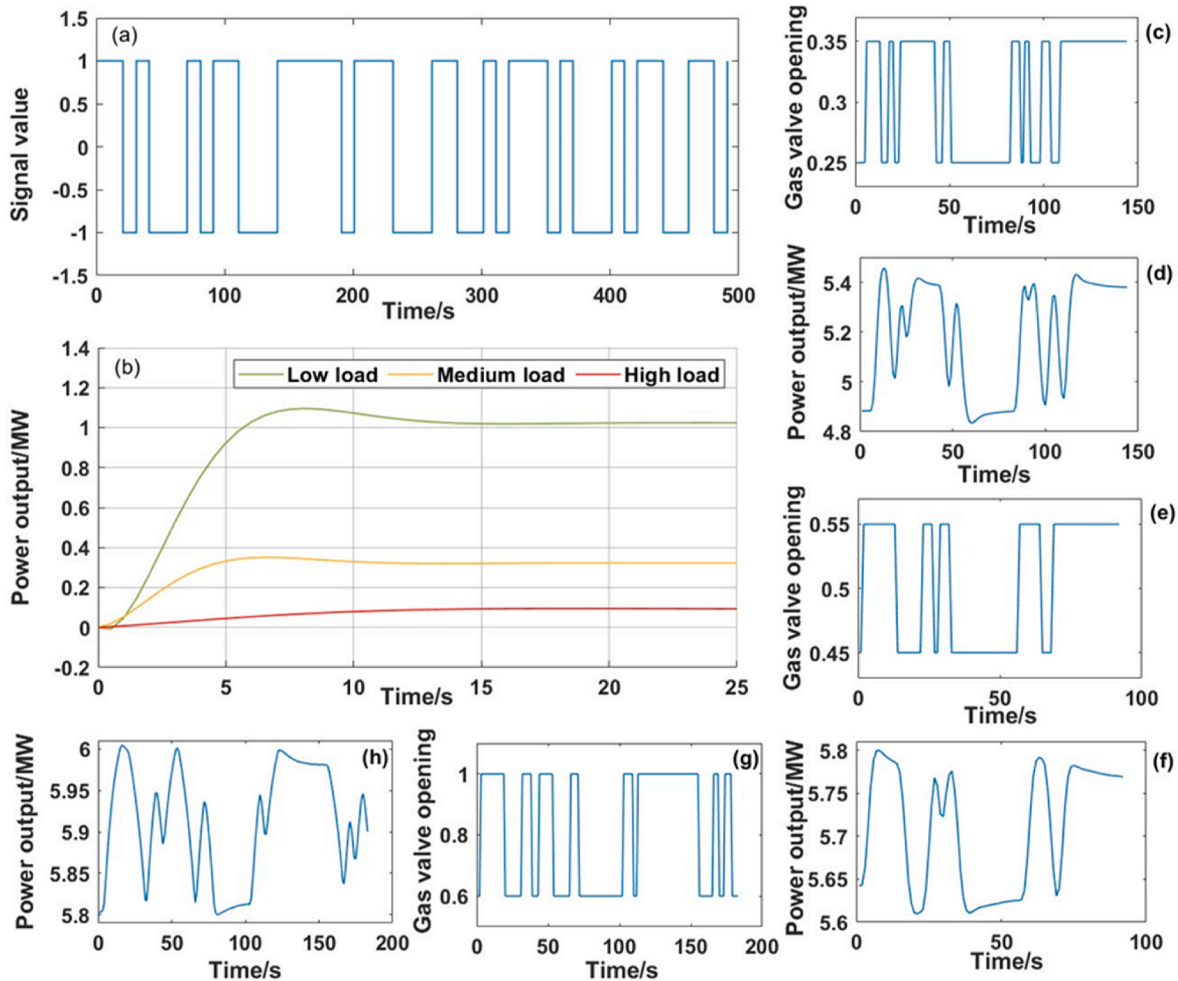 (a)
Signal value
1.5
1
0.5
0
-0.5
-1
-1.5
0 100 200 300 400 500
Time/s
(b)
Low load Medium load High load
Power output/MW
1.4
1.2
1
0.8
0.6
0.4
0.2
0
-0.2
0 5 10 15 20 25
Time/s
(c)
Gas valve opening
0.35
0.3
0.25
0 50 100 150
Time/s
(d)
Power output/MW
5.4
5.2
5
4.8
0 50 100 150
Time/s
(e)
Gas valve opening
0.55
0.5
0.45
0 50 100
Time/s
(h)
Power output/MW
6
5.95
5.9
5.85
5.8
0 50 100 150 200
Time/s
(g)
Gas valve opening
1
0.8
0.6
0 50 100 150 200
Time/s
(f)
Power output/MW
5.8
5.75
5.7
5.65
5.6
0 50 100
Time/s